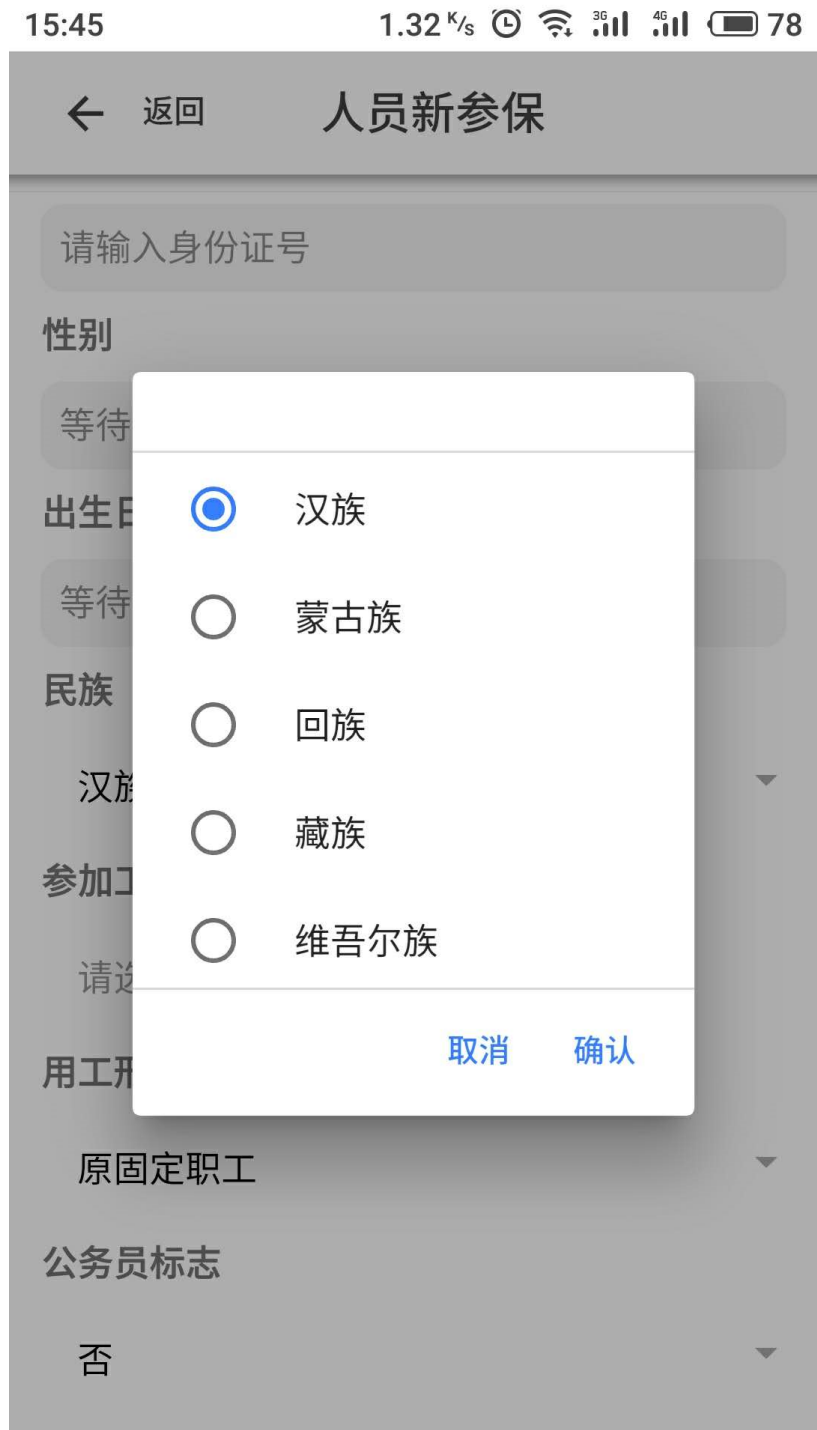 15:45 1.32 K/s 3G 4G 78
返回 人员新参保
请输入身份证号
性别
等待
出生日
等待
民族
汉族
参加工
请选
用工形
原固定职工
公务员标志
否
汉族
蒙古族
回族
藏族
维吾尔族
取消 确认